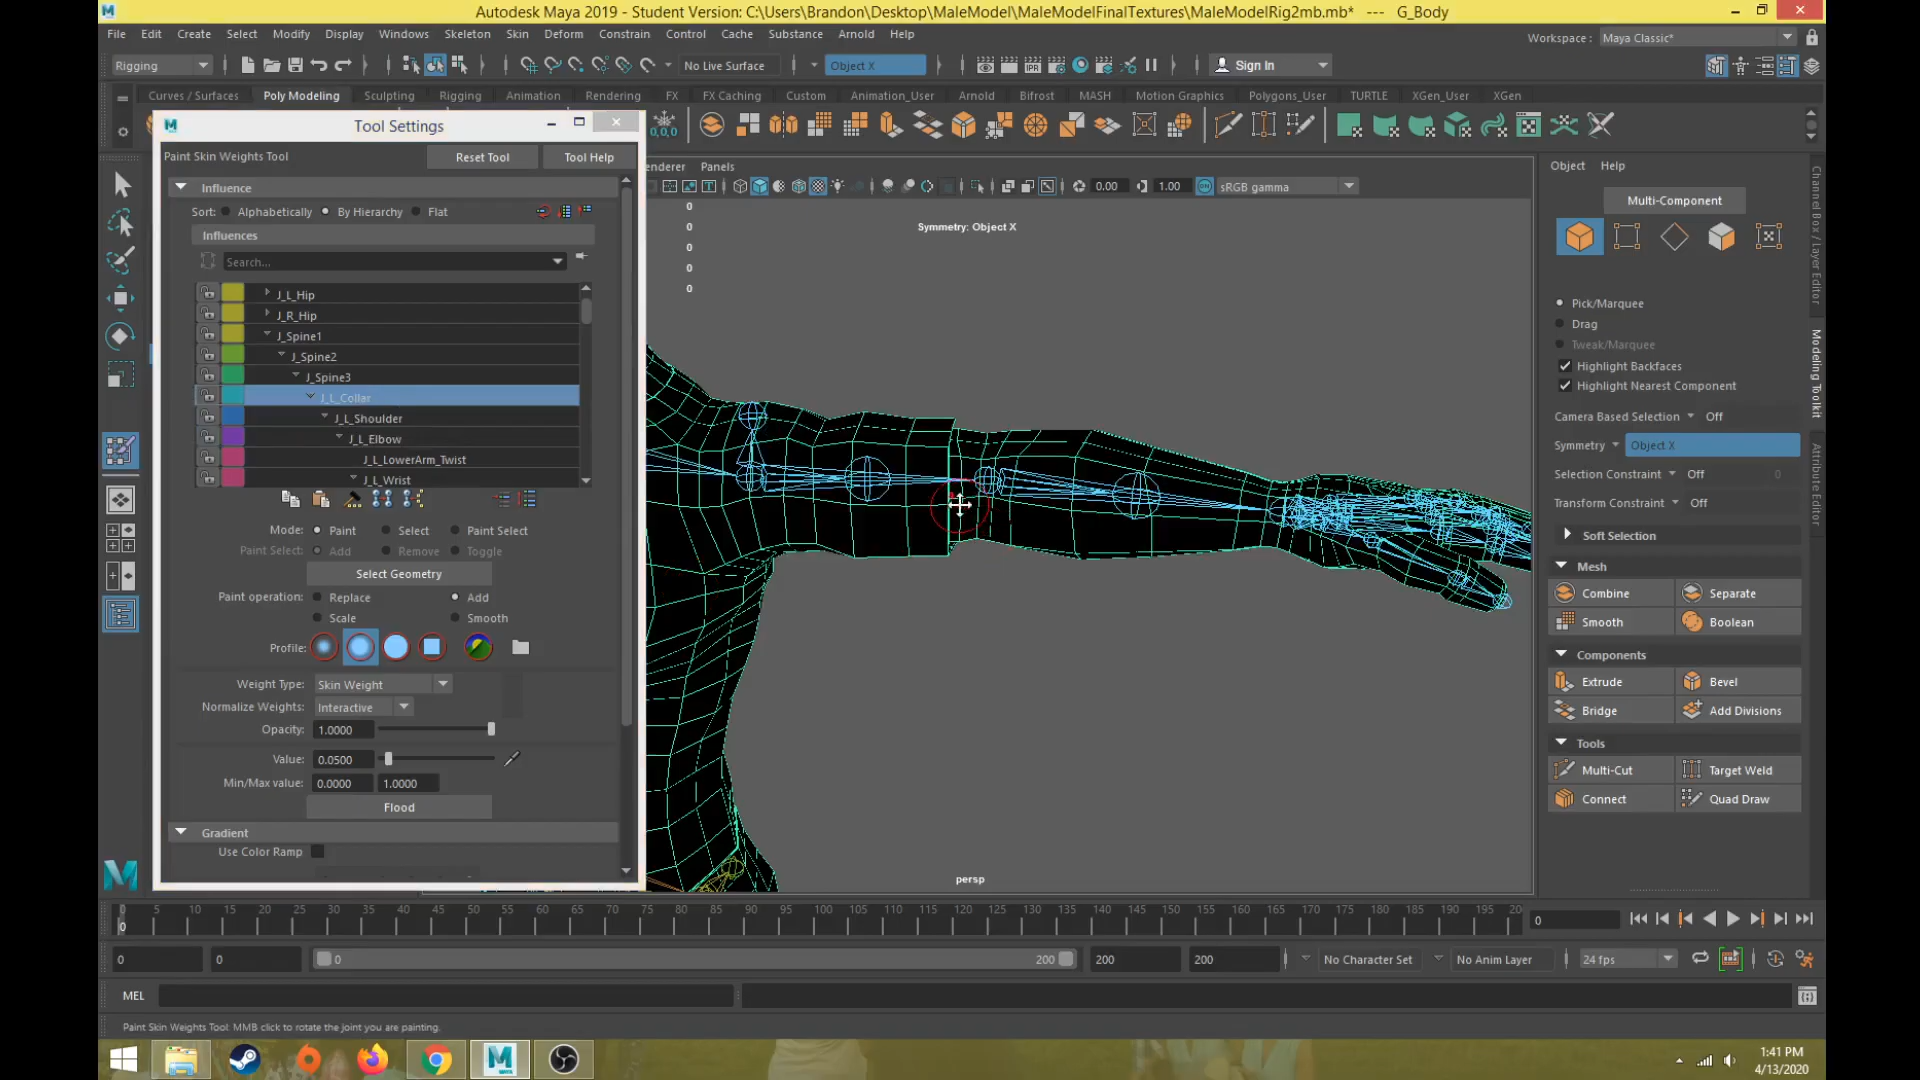 Autodesk Maya 2019 - Student Version: C:\Users\Brandon\Desktop\MaleModel\MaleModelFinalTextures\MaleModelRig2mb.mb* --- G_Body
File Edit Create Select Modify Display Windows Skeleton Skin Deform Constrain Control Cache Substance Arnold Help
Workspace : Maya Classic*
Rigging No Live Surface Object X Sign In
Curves / Surfaces Poly Modeling Sculpting Rigging Animation Rendering FX FX Caching Custom Animation_User Arnold Bifrost MASH Motion Graphics Polygons_User TURTLE XGen_User XGen
Tool Settings
0,0,0
Paint Skin Weights Tool Reset Tool Tool Help
Influence
Sort: Alphabetically By Hierarchy Flat
Influences
Search...
J_L_Hip
J_R_Hip
J_Spine1
J_Spine2
J_Spine3
J_L_Collar
J_L_Shoulder
J_L_Elbow
J_L_LowerArm_Twist
J_L_Wrist
Mode: Paint Select Paint Select
Paint Select: Add Remove Toggle
Select Geometry
Paint operation: Replace Add
Scale Smooth
Profile:
Weight Type: Skin Weight
Normalize Weights: Interactive
Opacity: 1.0000
Value: 0.0500
Min/Max value: 0.0000 1.0000
Flood
Gradient
Use Color Ramp
enderer Panels
0.00 1.00 sRGB gamma
0
0
0
0
0
Symmetry: Object X
persp
Object Help
Multi-Component
Pick/Marquee
Drag
Tweak/Marquee
Highlight Backfaces
Highlight Nearest Component
Camera Based Selection Off
Symmetry Object X
Selection Constraint Off 0
Transform Constraint Off
Soft Selection
Mesh
Combine Separate
Smooth Boolean
Components
Extrude Bevel
Bridge Add Divisions
Tools
Multi-Cut Target Weld
Connect Quad Draw
Channel Box / Layer Editor
Modeling Toolkit
Attribute Editor
0 5 10 15 20 25 30 35 40 45 50 55 60 65 70 75 80 85 90 95 100 105 110 115 120 125 130 135 140 145 150 155 160 165 170 175 180 185 190 195 20
0
0
0 0 0 200 200 200 No Character Set No Anim Layer 24 fps
MEL
Paint Skin Weights Tool: MMB click to rotate the joint you are painting.
1:41 PM
4/13/2020